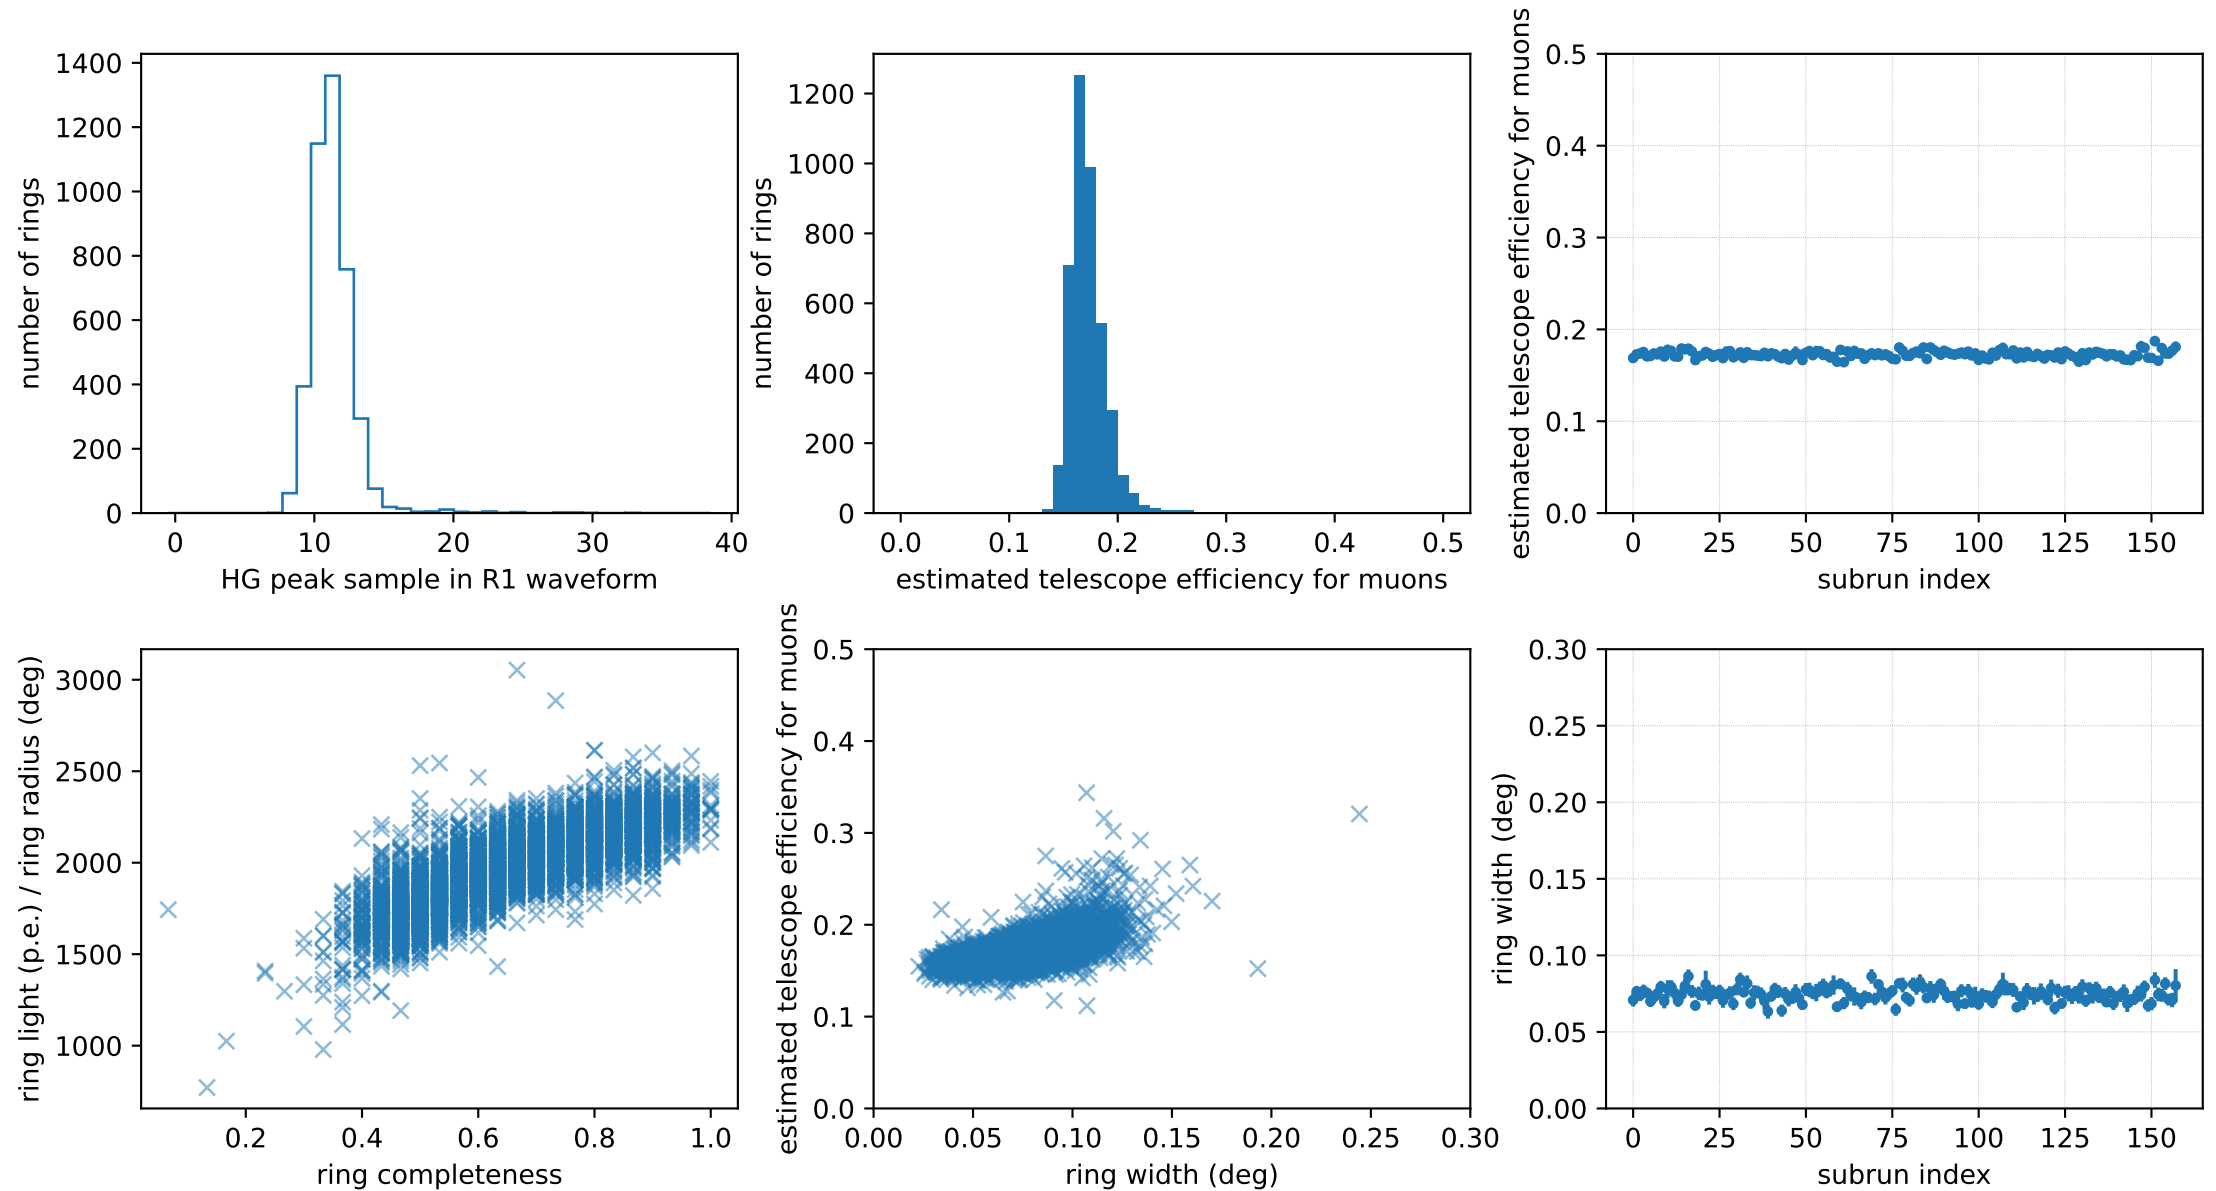 1400
1200
1000
800
600
400
200
0
number of rings
0 10 20 30 40
HG peak sample in R1 waveform
1200
1000
800
600
400
200
0
number of rings
0.0 0.1 0.2 0.3 0.4 0.5
estimated telescope efficiency for muons
0.5
0.4
0.3
0.2
0.1
0.0
estimated telescope efficiency for muons
0 25 50 75 100 125 150
subrun index
3000
2500
2000
1500
1000
ring light (p.e.) / ring radius (deg)
0.2 0.4 0.6 0.8 1.0
ring completeness
0.5
0.4
0.3
0.2
0.1
0.0
estimated telescope efficiency for muons
0.00 0.05 0.10 0.15 0.20 0.25 0.30
ring width (deg)
0.30
0.25
0.20
0.15
0.10
0.05
0.00
ring width (deg)
0 25 50 75 100 125 150
subrun index